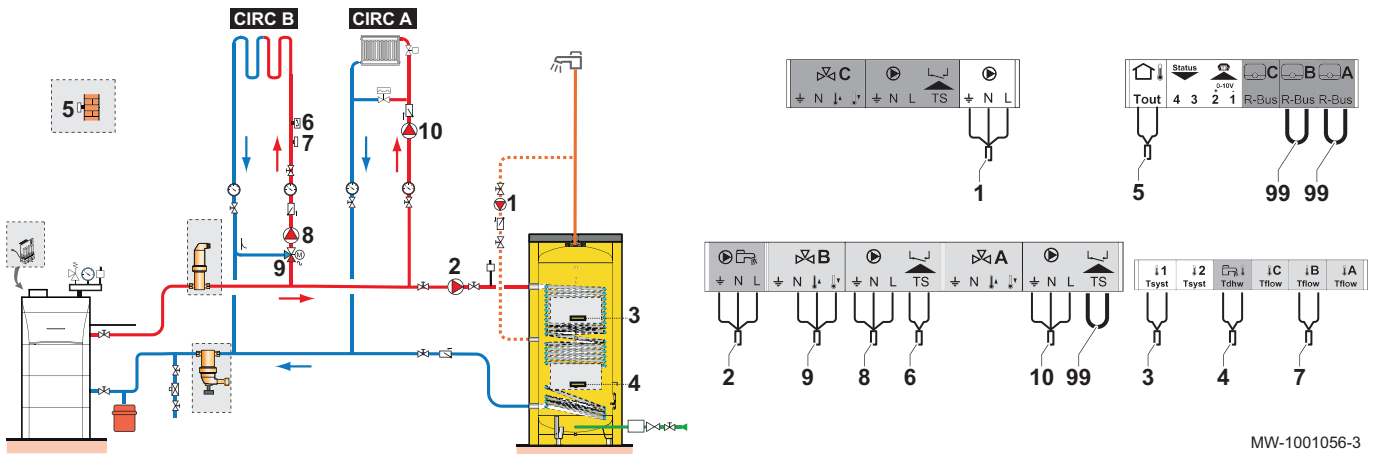 CIRC B CIRC A
5
6
7
10
8
M
9
1
2
3
4
C
N
N L TS
N L
1
Status
0-10V
C B A
Tout 4 3 2 1 R-Bus R-Bus R-Bus
+ -
5 99 99
B A
N L N N L TS N N L TS
2 9 8 6 10 99
1 2 C B A
Tsyst Tsyst Tdhw Tflow Tflow Tflow
3 4 7
MW-1001056-3